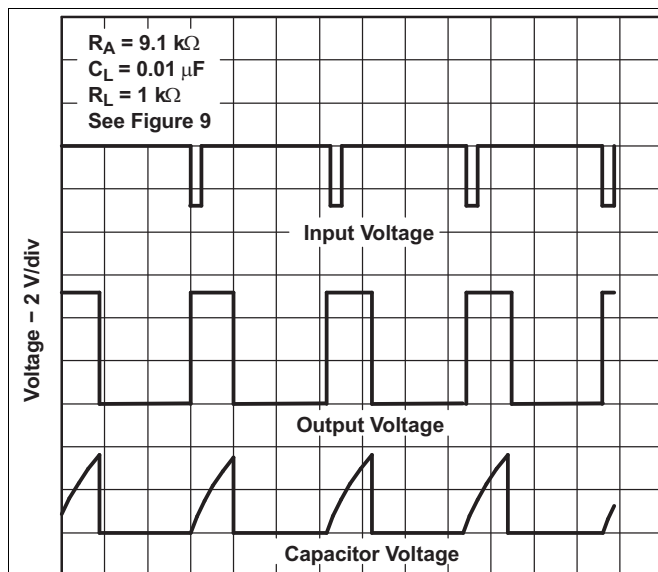 R_A = 9.1 kΩ
C_L = 0.01 μF
R_L = 1 kΩ
See Figure 9
Voltage – 2 V/div
Input Voltage
Output Voltage
Capacitor Voltage